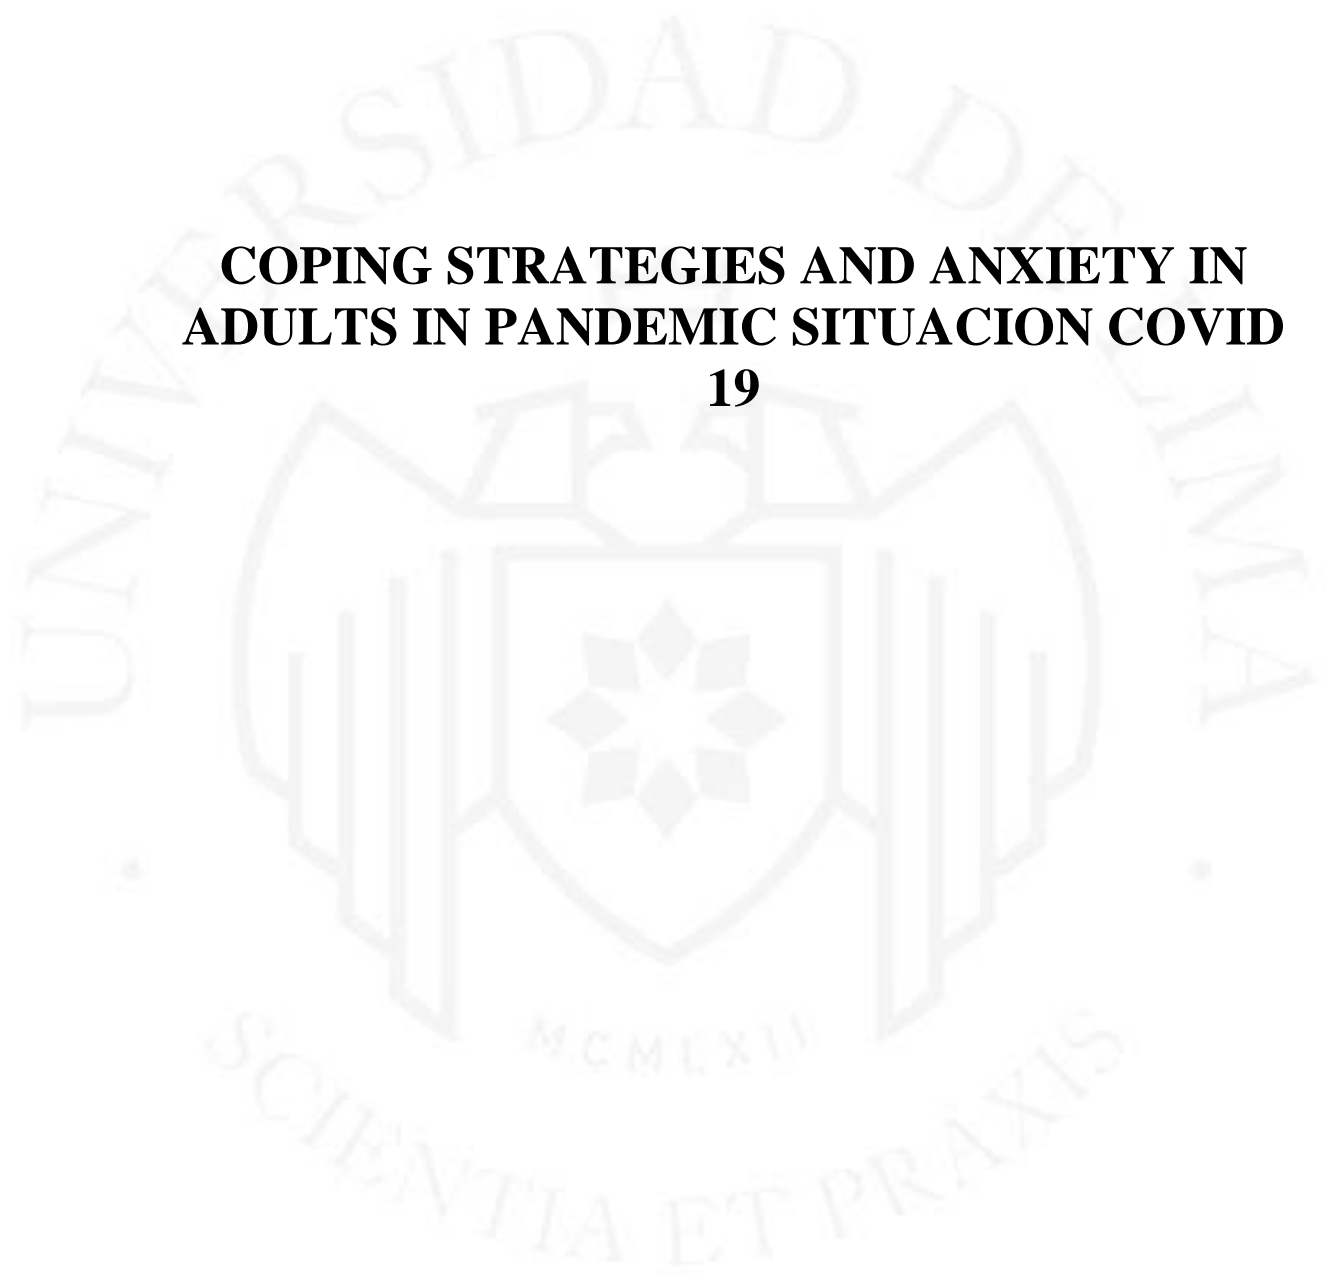 UNIVERSIDAD DE LIMA
COPING STRATEGIES AND ANXIETY IN
ADULTS IN PANDEMIC SITUACION COVID
19
MCMLXII
SCIENTIA ET PRAXIS